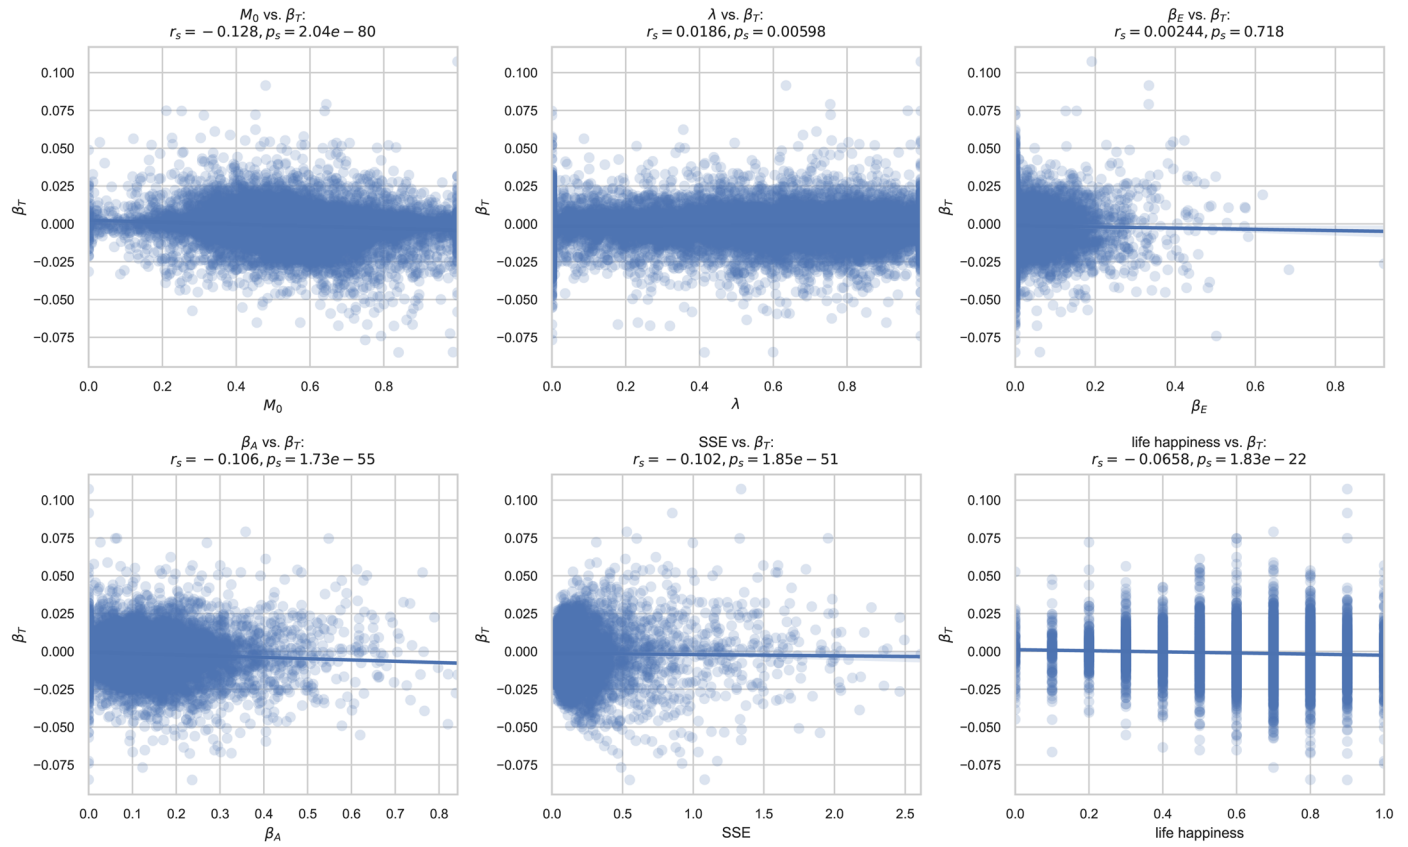 M₀ vs. β_T:
r_s = −0.128, p_s = 2.04e − 80
λ vs. β_T:
r_s = 0.0186, p_s = 0.00598
β_E vs. β_T:
r_s = 0.00244, p_s = 0.718
0.100
0.075
0.050
0.025
0.000
−0.025
−0.050
−0.075
β_T
0.0 0.2 0.4 0.6 0.8
M₀
0.100
0.075
0.050
0.025
0.000
−0.025
−0.050
−0.075
β_T
0.0 0.2 0.4 0.6 0.8
λ
0.100
0.075
0.050
0.025
0.000
−0.025
−0.050
−0.075
β_T
0.0 0.2 0.4 0.6 0.8
β_E
β_A vs. β_T:
r_s = −0.106, p_s = 1.73e − 55
SSE vs. β_T:
r_s = −0.102, p_s = 1.85e − 51
life happiness vs. β_T:
r_s = −0.0658, p_s = 1.83e − 22
0.100
0.075
0.050
0.025
0.000
−0.025
−0.050
−0.075
β_T
0.0 0.1 0.2 0.3 0.4 0.5 0.6 0.7 0.8
β_A
0.100
0.075
0.050
0.025
0.000
−0.025
−0.050
−0.075
β_T
0.0 0.5 1.0 1.5 2.0 2.5
SSE
0.100
0.075
0.050
0.025
0.000
−0.025
−0.050
−0.075
β_T
0.0 0.2 0.4 0.6 0.8 1.0
life happiness